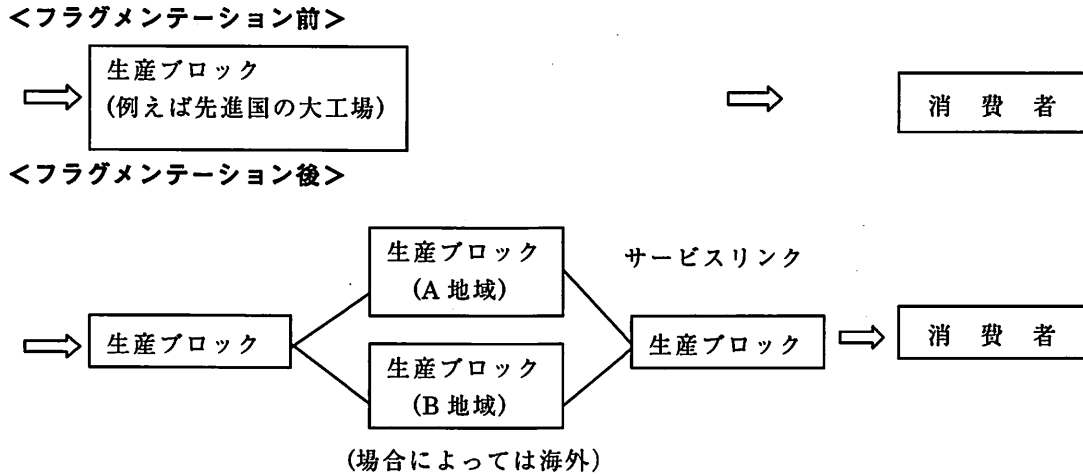 ＜フラグメンテーション前＞
生産ブロック
(例えば先進国の大工場)
消 費 者
＜フラグメンテーション後＞
生産ブロック
(A 地域)
サービスリンク
生産ブロック
生産ブロック
消 費 者
生産ブロック
(B 地域)
(場合によっては海外)